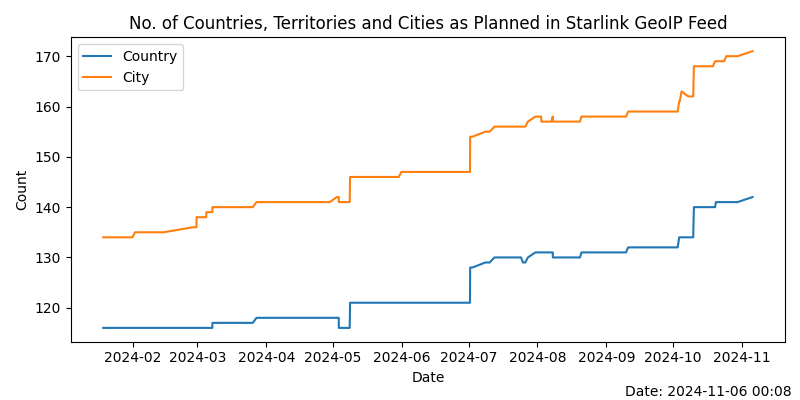 No. of Countries, Territories and Cities as Planned in Starlink GeoIP Feed
Country
City
170
160
150
140
130
120
Count
2024-02 2024-03 2024-04 2024-05 2024-06 2024-07 2024-08 2024-09 2024-10 2024-11
Date
Date: 2024-11-06 00:08